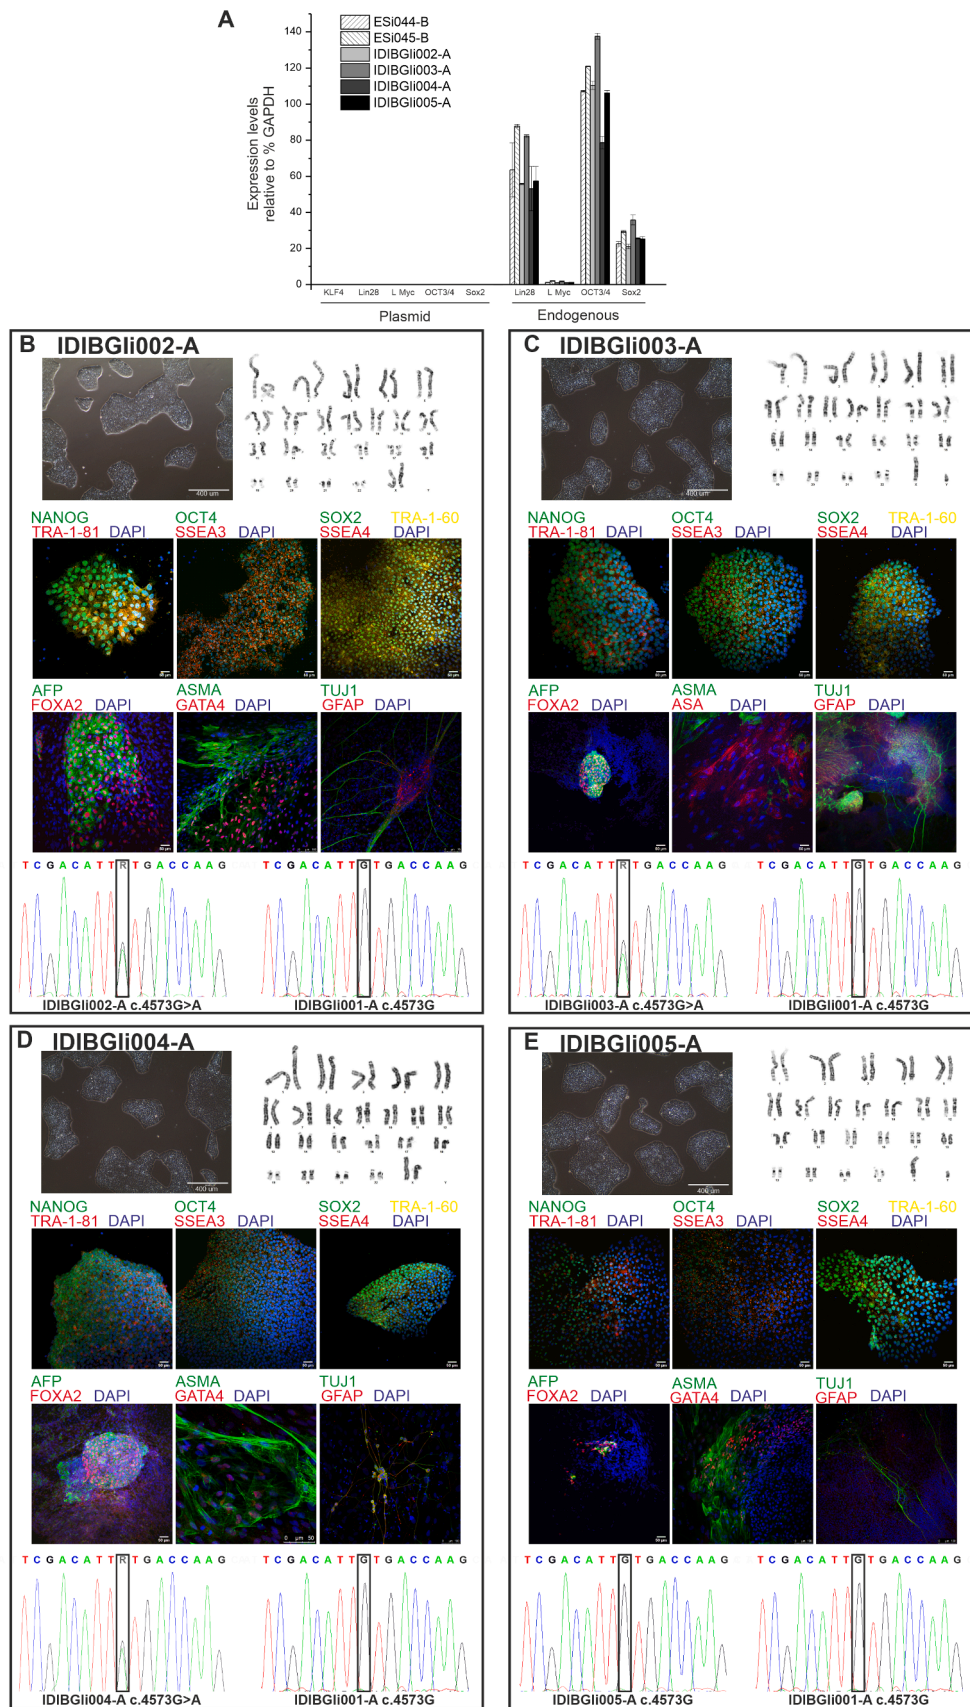 A
ESi044-B
ESi045-B
IDIBGIi002-A
IDIBGIi003-A
IDIBGIi004-A
IDIBGIi005-A
Expression levels
relative to % GAPDH
140
120
100
80
60
40
20
0
KLF4 Lin28 L Myc OCT3/4 Sox2 Lin28 L Myc OCT3/4 Sox2
Plasmid Endogenous
B IDIBGIi002-A
400 um
NANOG OCT4 SOX2 TRA-1-60
TRA-1-81 DAPI SSEA3 DAPI SSEA4 DAPI
AFP ASMA TUJ1
FOXA2 DAPI GATA4 DAPI GFAP DAPI
T C G A C A T T R T G A C C A A G T C G A C A T T G T G A C C A A G
IDIBGIi002-A c.4573G>A IDIBGIi001-A c.4573G
C IDIBGIi003-A
400 um
NANOG OCT4 SOX2 TRA-1-60
TRA-1-81 DAPI SSEA3 DAPI SSEA4 DAPI
AFP ASMA TUJ1
FOXA2 DAPI ASA DAPI GFAP DAPI
T C G A C A T T R T G A C C A A G T C G A C A T T G T G A C C A A G
IDIBGIi003-A c.4573G>A IDIBGIi001-A c.4573G
D IDIBGIi004-A
400 um
NANOG OCT4 SOX2 TRA-1-60
TRA-1-81 DAPI SSEA3 DAPI SSEA4 DAPI
AFP ASMA TUJ1
FOXA2 DAPI GATA4 DAPI GFAP DAPI
0 µm 50
T C G A C A T T R T G A C C A A G T C G A C A T T G T G A C C A A G
IDIBGIi004-A c.4573G>A IDIBGIi001-A c.4573G
E IDIBGIi005-A
400 um
NANOG OCT4 SOX2 TRA-1-60
TRA-1-81 DAPI SSEA3 DAPI SSEA4 DAPI
AFP ASMA TUJ1
FOXA2 DAPI GATA4 DAPI GFAP DAPI
T C G A C A T T G T G A C C A A G T C G A C A T T G T G A C C A A G
IDIBGIi005-A c.4573G IDIBGIi001-A c.4573G